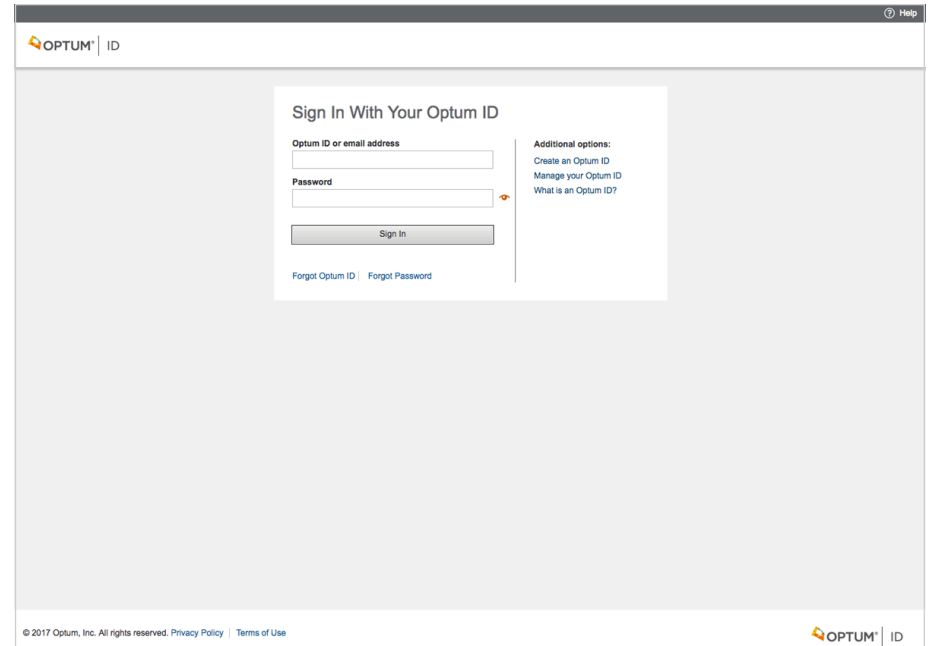 ? Help
OPTUM® ID
Sign In With Your Optum ID
Optum ID or email address
Password
Sign In
Forgot Optum ID Forgot Password
Additional options:
Create an Optum ID
Manage your Optum ID
What is an Optum ID?
© 2017 Optum, Inc. All rights reserved. Privacy Policy Terms of Use
OPTUM® ID